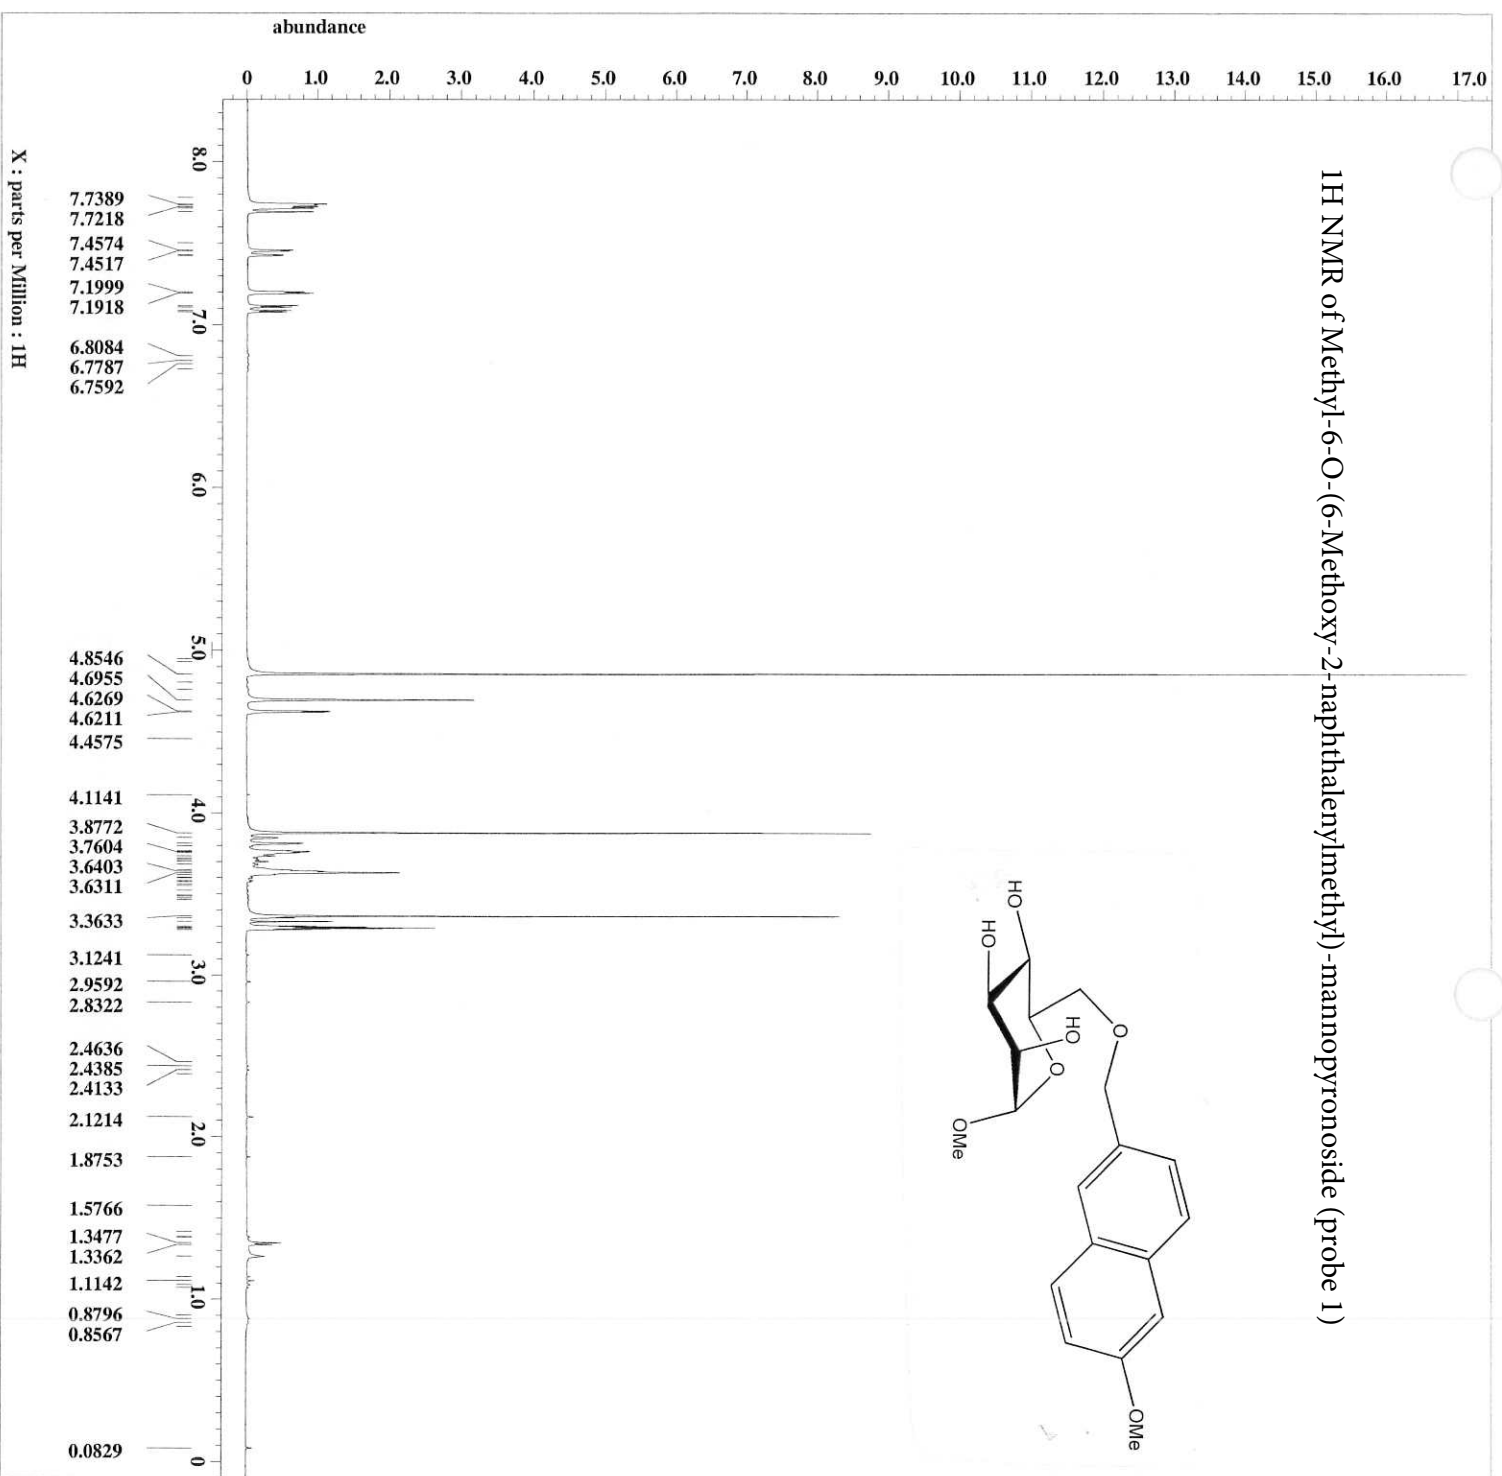 1H NMR of Methyl-6-O-(6-Methoxy-2-naphthalenylmethyl)-mannopyronoside (probe 1)
abundance
0 1.0 2.0 3.0 4.0 5.0 6.0 7.0 8.0 9.0 10.0 11.0 12.0 13.0 14.0 15.0 16.0 17.0
8.0 7.0 6.0 5.0 4.0 3.0 2.0 1.0 0
HO
HO
HO
O
O
OMe
OMe
7.7389
7.7218
7.4574
7.4517
7.1999
7.1918
6.8084
6.7787
6.7592
4.8546
4.6955
4.6269
4.6211
4.4575
4.1141
3.8772
3.7604
3.6403
3.6311
3.3633
3.1241
2.9592
2.8322
2.4636
2.4385
2.4133
2.1214
1.8753
1.5766
1.3477
1.3362
1.1142
0.8796
0.8567
0.0829
X : parts per Million : 1H